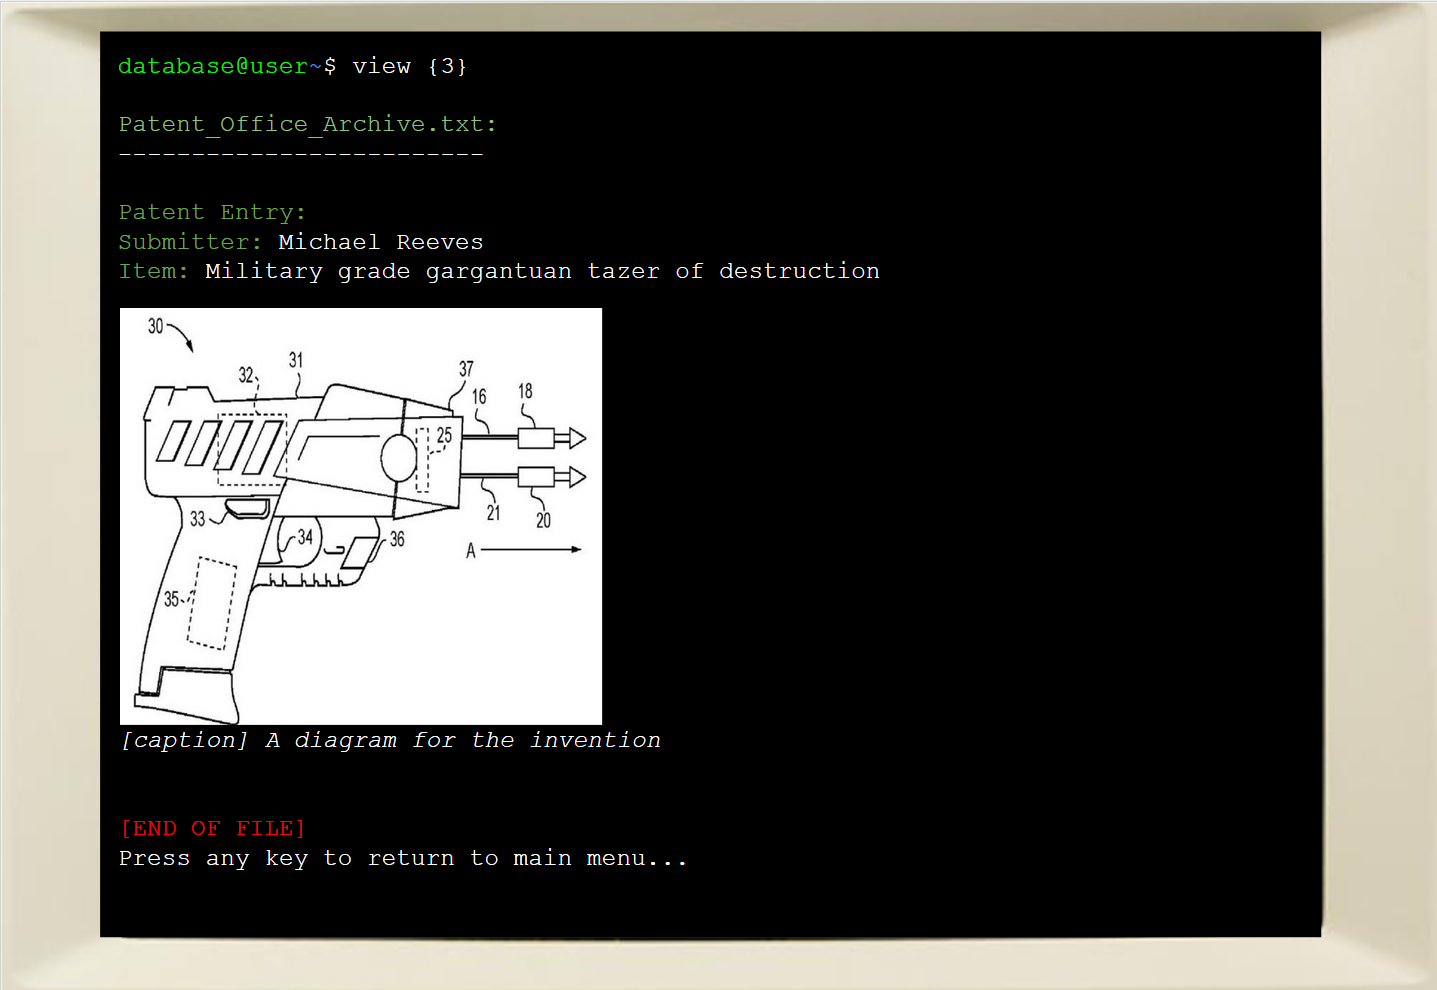 database@user~$ view {3}
Patent_Office_Archive.txt:
-------------------------
Patent Entry:
Submitter: Michael Reeves
Item: Military grade gargantuan tazer of destruction
30
31
32
37
16
18
25
33
34
36
21
20
A
35
[caption] A diagram for the invention
[END OF FILE]
Press any key to return to main menu...